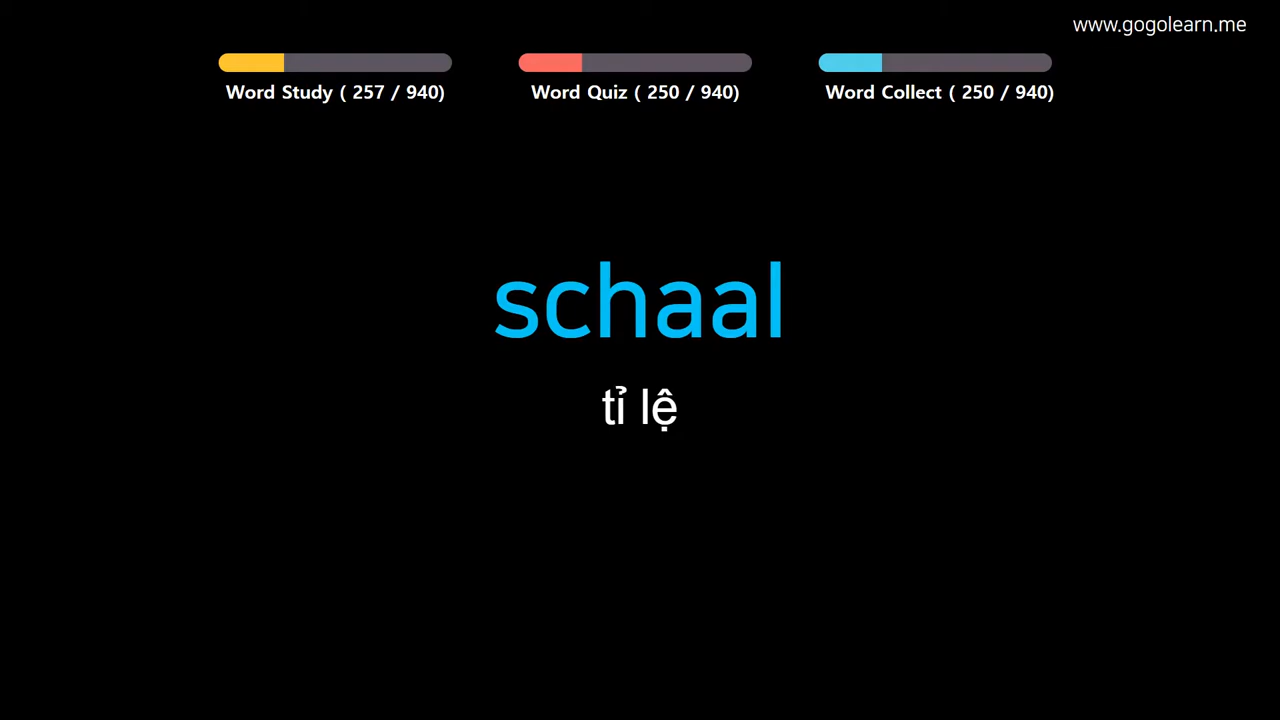 www.gogolearn.me
Word Study ( 257 / 940)
Word Quiz ( 250 / 940)
Word Collect ( 250 / 940)
schaal
tỉ lệ